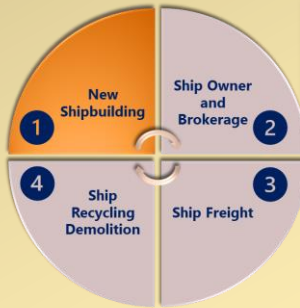 New
Shipbuilding
1
Ship Owner
and
Brokerage
2
3
Ship Freight
4
Ship
Recycling
Demolition